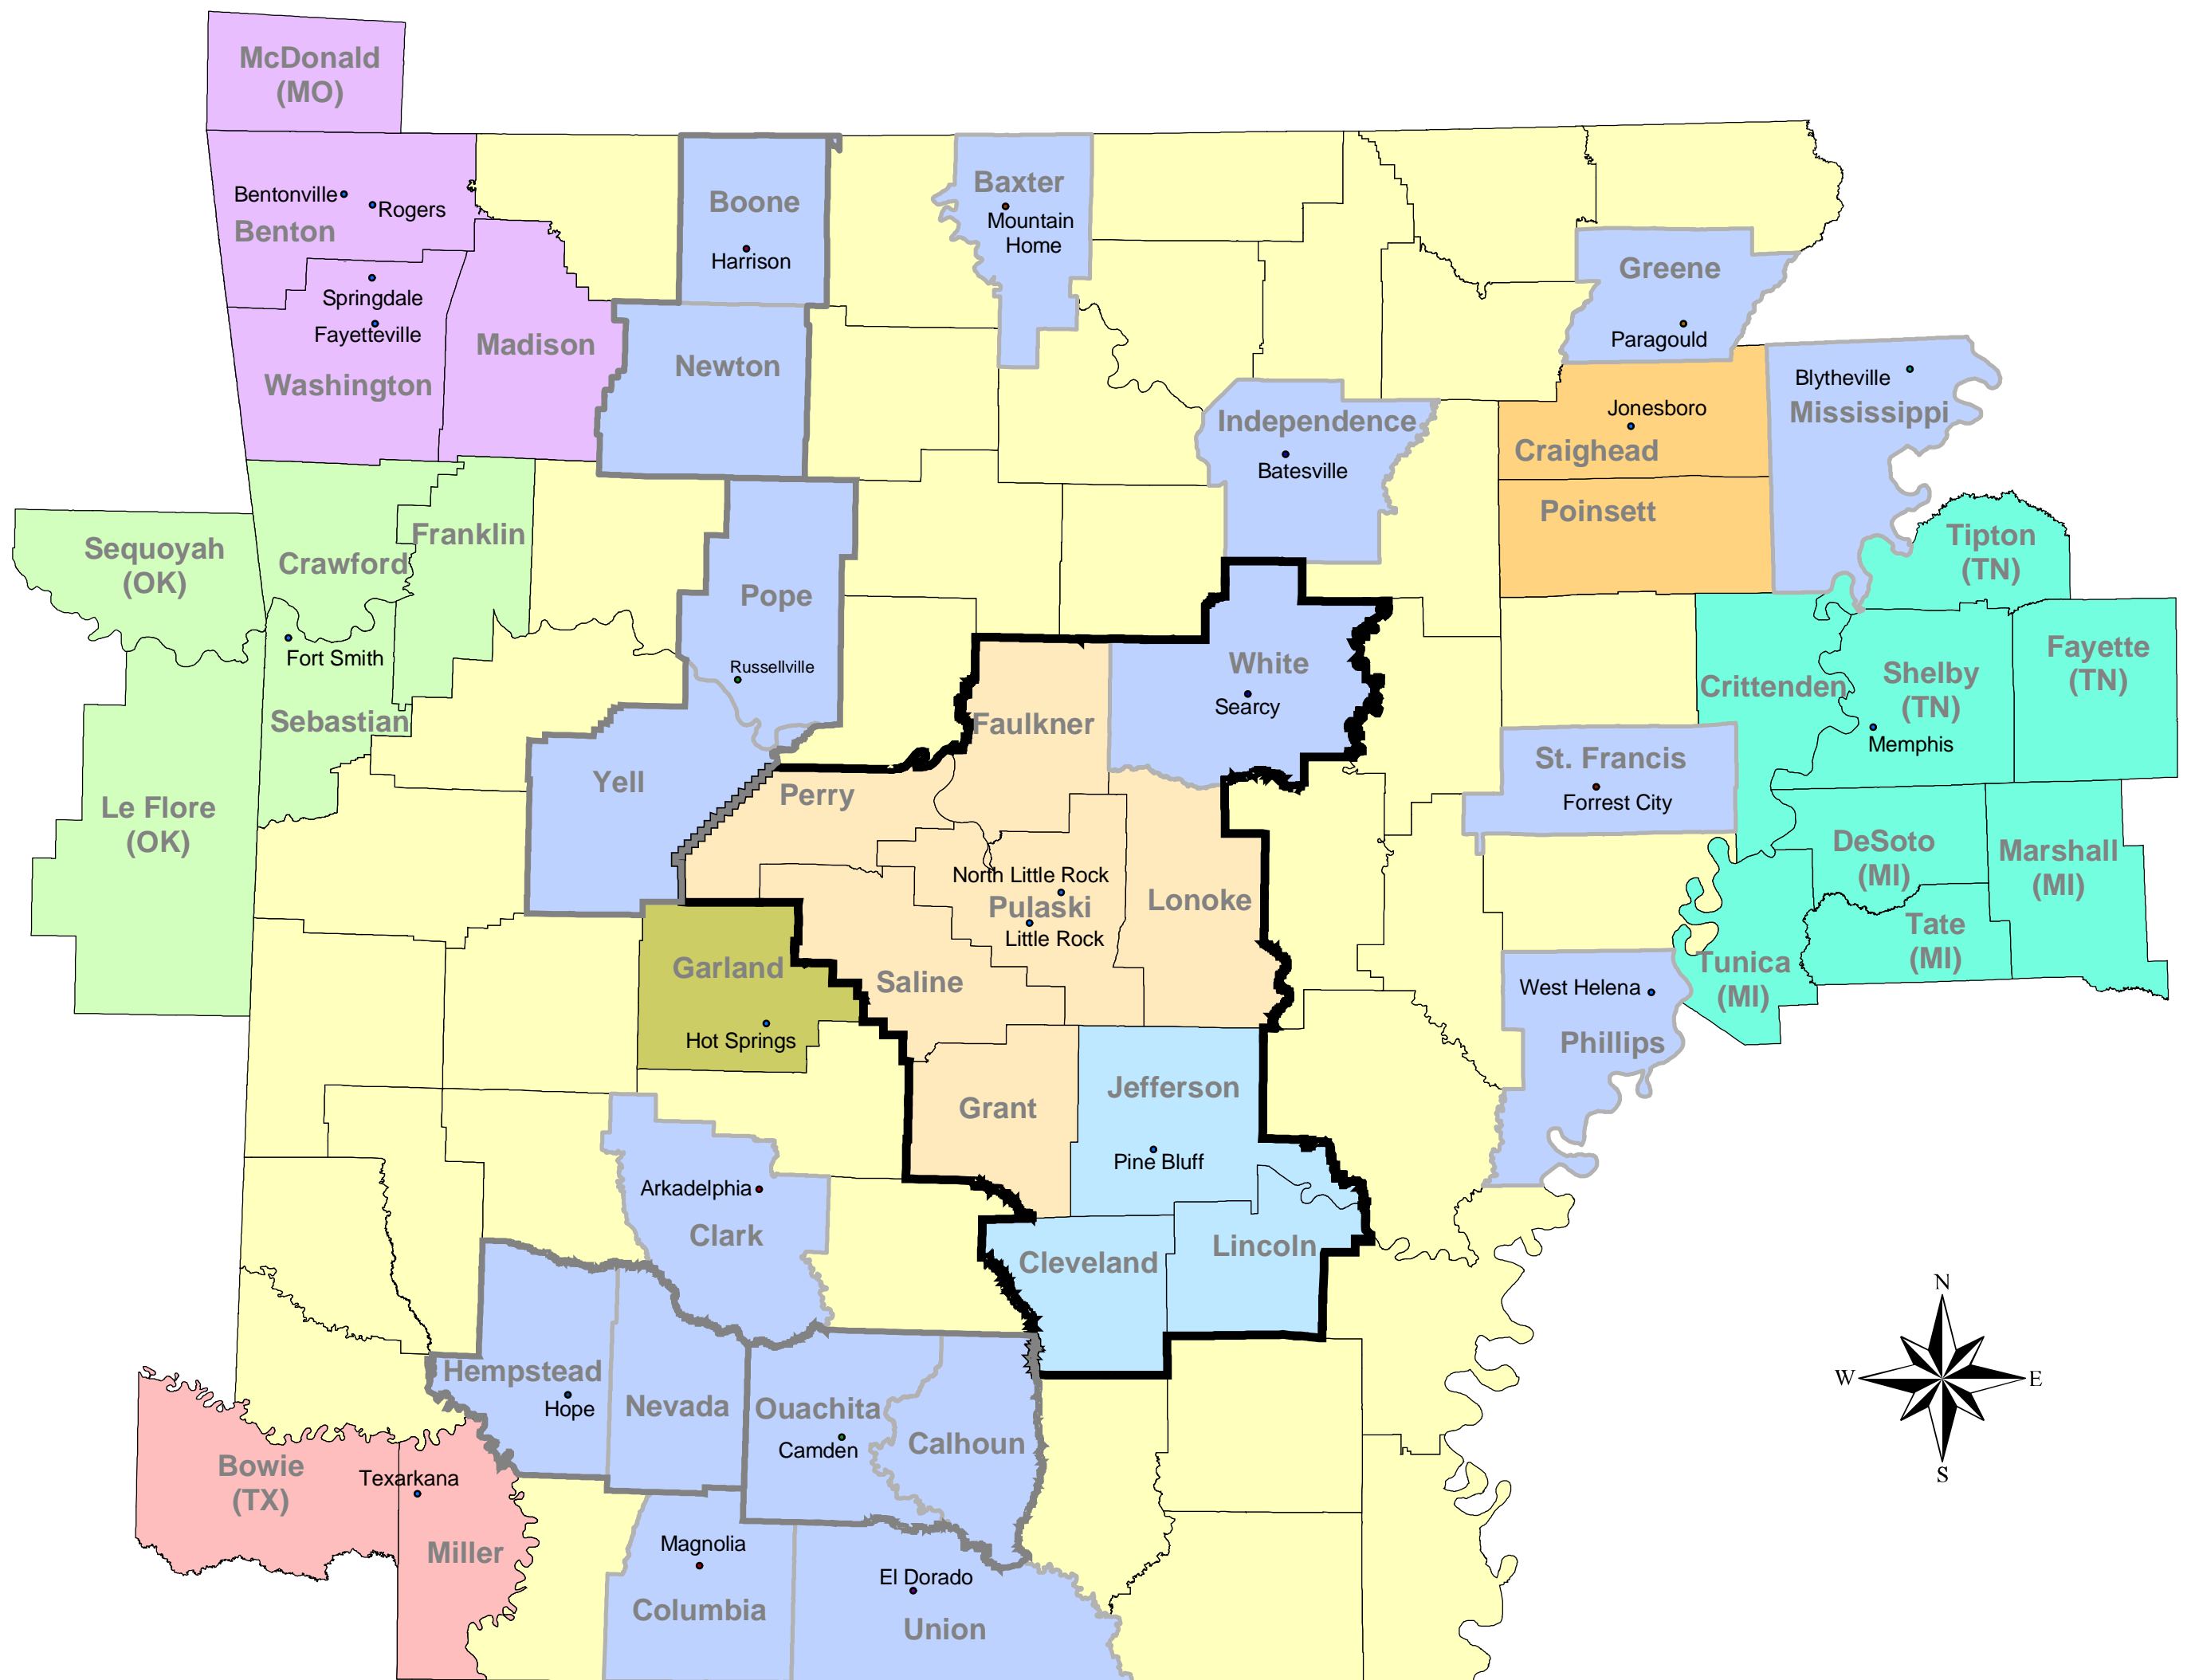 McDonald
(MO)
Bentonville
Rogers
Benton
Springdale
Fayetteville
Washington
Madison
Boone
Harrison
Newton
Baxter
Mountain
Home
Greene
Paragould
Independence
Batesville
Jonesboro
Craighead
Poinsett
Blytheville
Mississippi
Sequoyah
(OK)
Crawford
Franklin
Fort Smith
Sebastian
Le Flore
(OK)
Pope
Russellville
Yell
Perry
Faulkner
White
Searcy
Tipton
(TN)
Crittenden
Shelby
(TN)
Memphis
Fayette
(TN)
St. Francis
Forrest City
DeSoto
(MI)
Marshall
(MI)
Tate
(MI)
Tunica
(MI)
North Little Rock
Pulaski
Little Rock
Lonoke
Garland
Hot Springs
Saline
Grant
Jefferson
Pine Bluff
West Helena
Phillips
Arkadelphia
Clark
Cleveland
Lincoln
Hempstead
Hope
Nevada
Ouachita
Camden
Calhoun
Bowie
(TX)
Texarkana
Miller
Magnolia
Columbia
El Dorado
Union
N
W
E
S